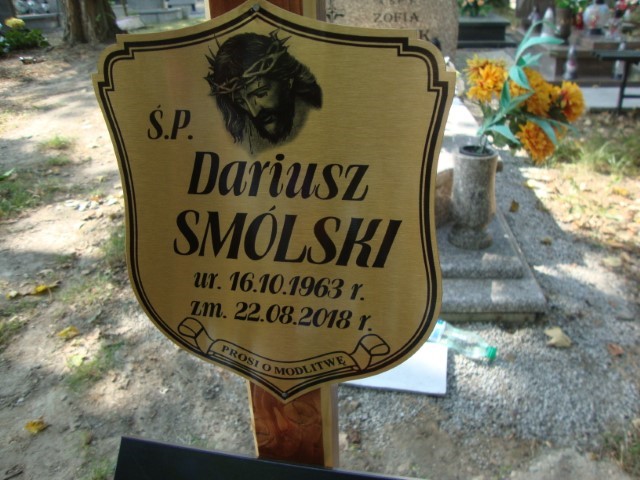 ZOFIA
Ś.P.
Dariusz
SMÓLSKI
ur. 16.10.1963 r.
zm. 22.08.2018 r.
PROSI O MODLITWĘ